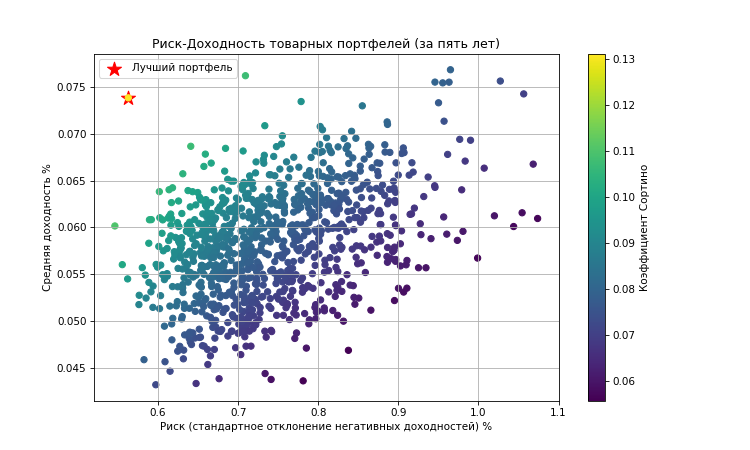 Риск-Доходность товарных портфелей (за пять лет)
Лучший портфель
Средняя доходность %
0.075
0.070
0.065
0.060
0.055
0.050
0.045
0.6 0.7 0.8 0.9 1.0 1.1
Риск (стандартное отклонение негативных доходностей) %
0.13
0.12
0.11
0.10
0.09
0.08
0.07
0.06
Коэффициент Сортино